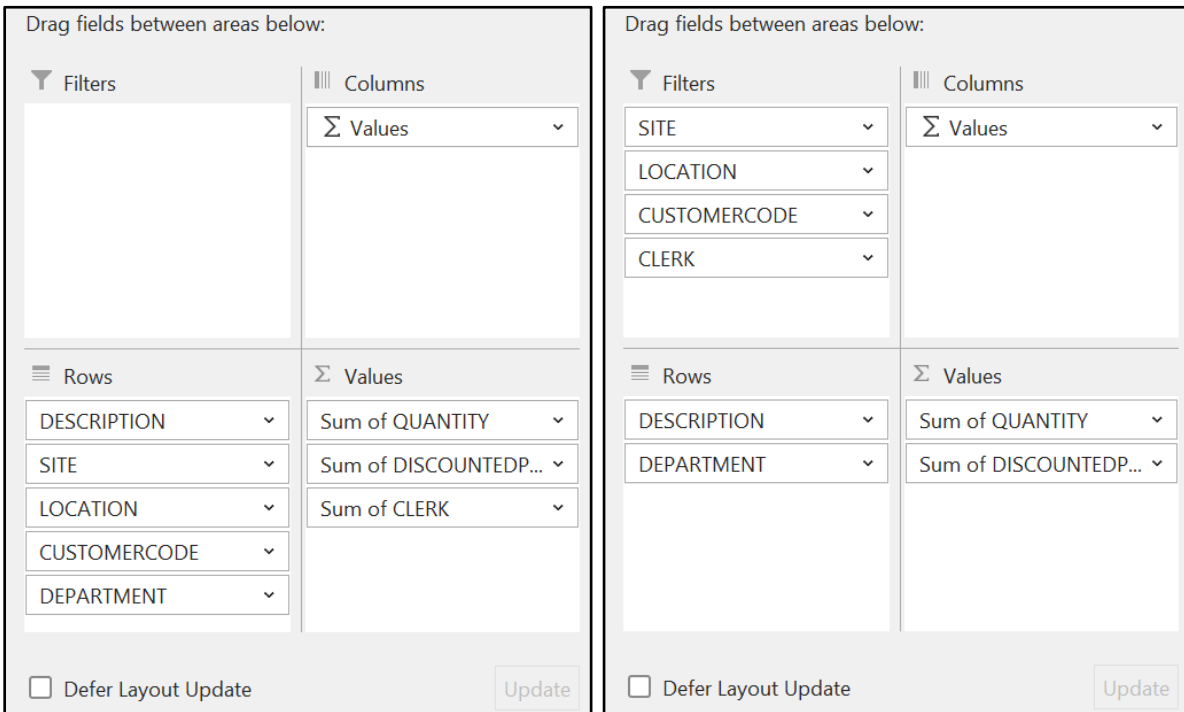 Drag fields between areas below:
Filters
Columns
Σ Values
Rows
Σ Values
DESCRIPTION
Sum of QUANTITY
SITE
Sum of DISCOUNTEDP...
LOCATION
Sum of CLERK
CUSTOMERCODE
DEPARTMENT
Defer Layout Update
Update
Drag fields between areas below:
Filters
Columns
SITE
Σ Values
LOCATION
CUSTOMERCODE
CLERK
Rows
Σ Values
DESCRIPTION
Sum of QUANTITY
DEPARTMENT
Sum of DISCOUNTEDP...
Defer Layout Update
Update